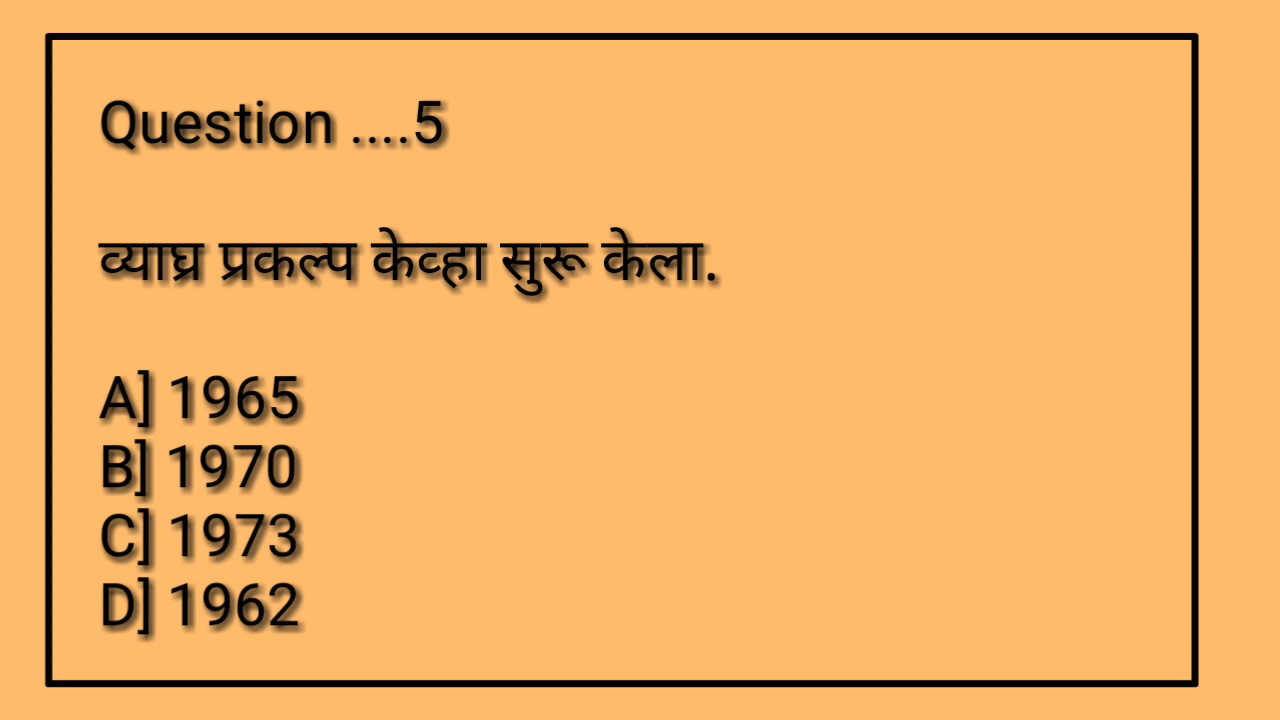 Question ....5
व्याघ्र प्रकल्प केव्हा सुरू केला.
A] 1965
B] 1970
C] 1973
D] 1962